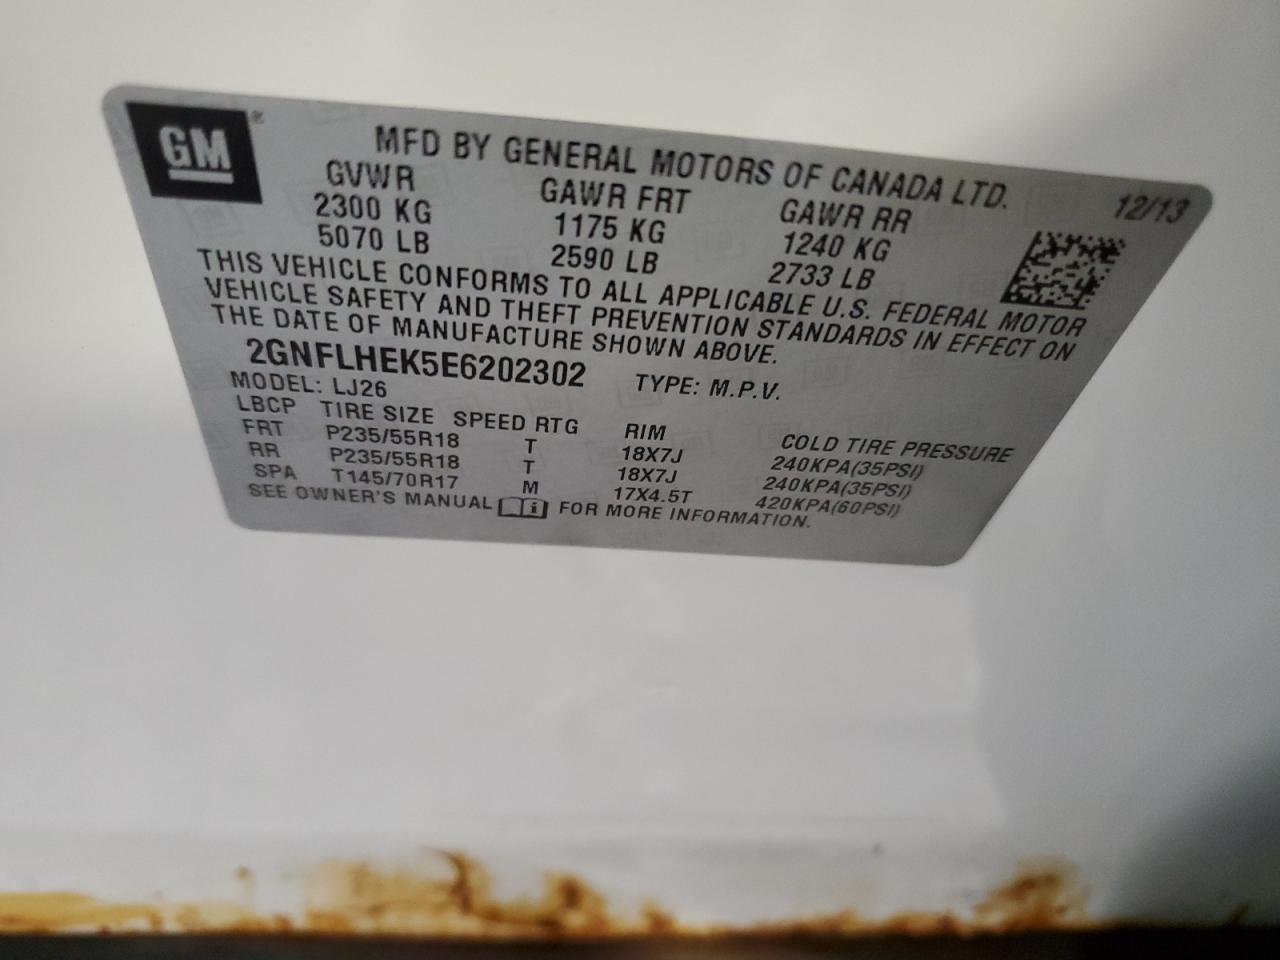 GM ®
MFD BY GENERAL MOTORS OF CANADA LTD.
GVWR GAWR FRT GAWR RR 12/13
2300 KG 1175 KG 1240 KG
5070 LB 2590 LB 2733 LB
THIS VEHICLE CONFORMS TO ALL APPLICABLE U.S. FEDERAL MOTOR
VEHICLE SAFETY AND THEFT PREVENTION STANDARDS IN EFFECT ON
THE DATE OF MANUFACTURE SHOWN ABOVE.
2GNFLHEK5E6202302 TYPE: M.P.V.
MODEL: LJ26
LBCP TIRE SIZE SPEED RTG RIM COLD TIRE PRESSURE
FRT P235/55R18 T 18X7J 240KPA(35PSI)
RR P235/55R18 T 18X7J 240KPA(35PSI)
SPA T145/70R17 M 17X4.5T 420KPA(60PSI)
SEE OWNER'S MANUAL FOR MORE INFORMATION.